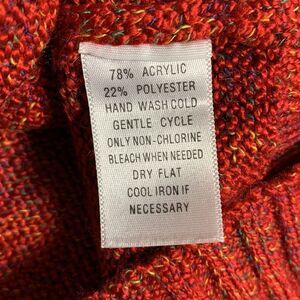 78% ACRYLIC
22% POLYESTER
HAND WASH COLD
GENTLE CYCLE
ONLY NON-CHLORINE
BLEACH WHEN NEEDED
DRY FLAT
COOL IRON IF
NECESSARY